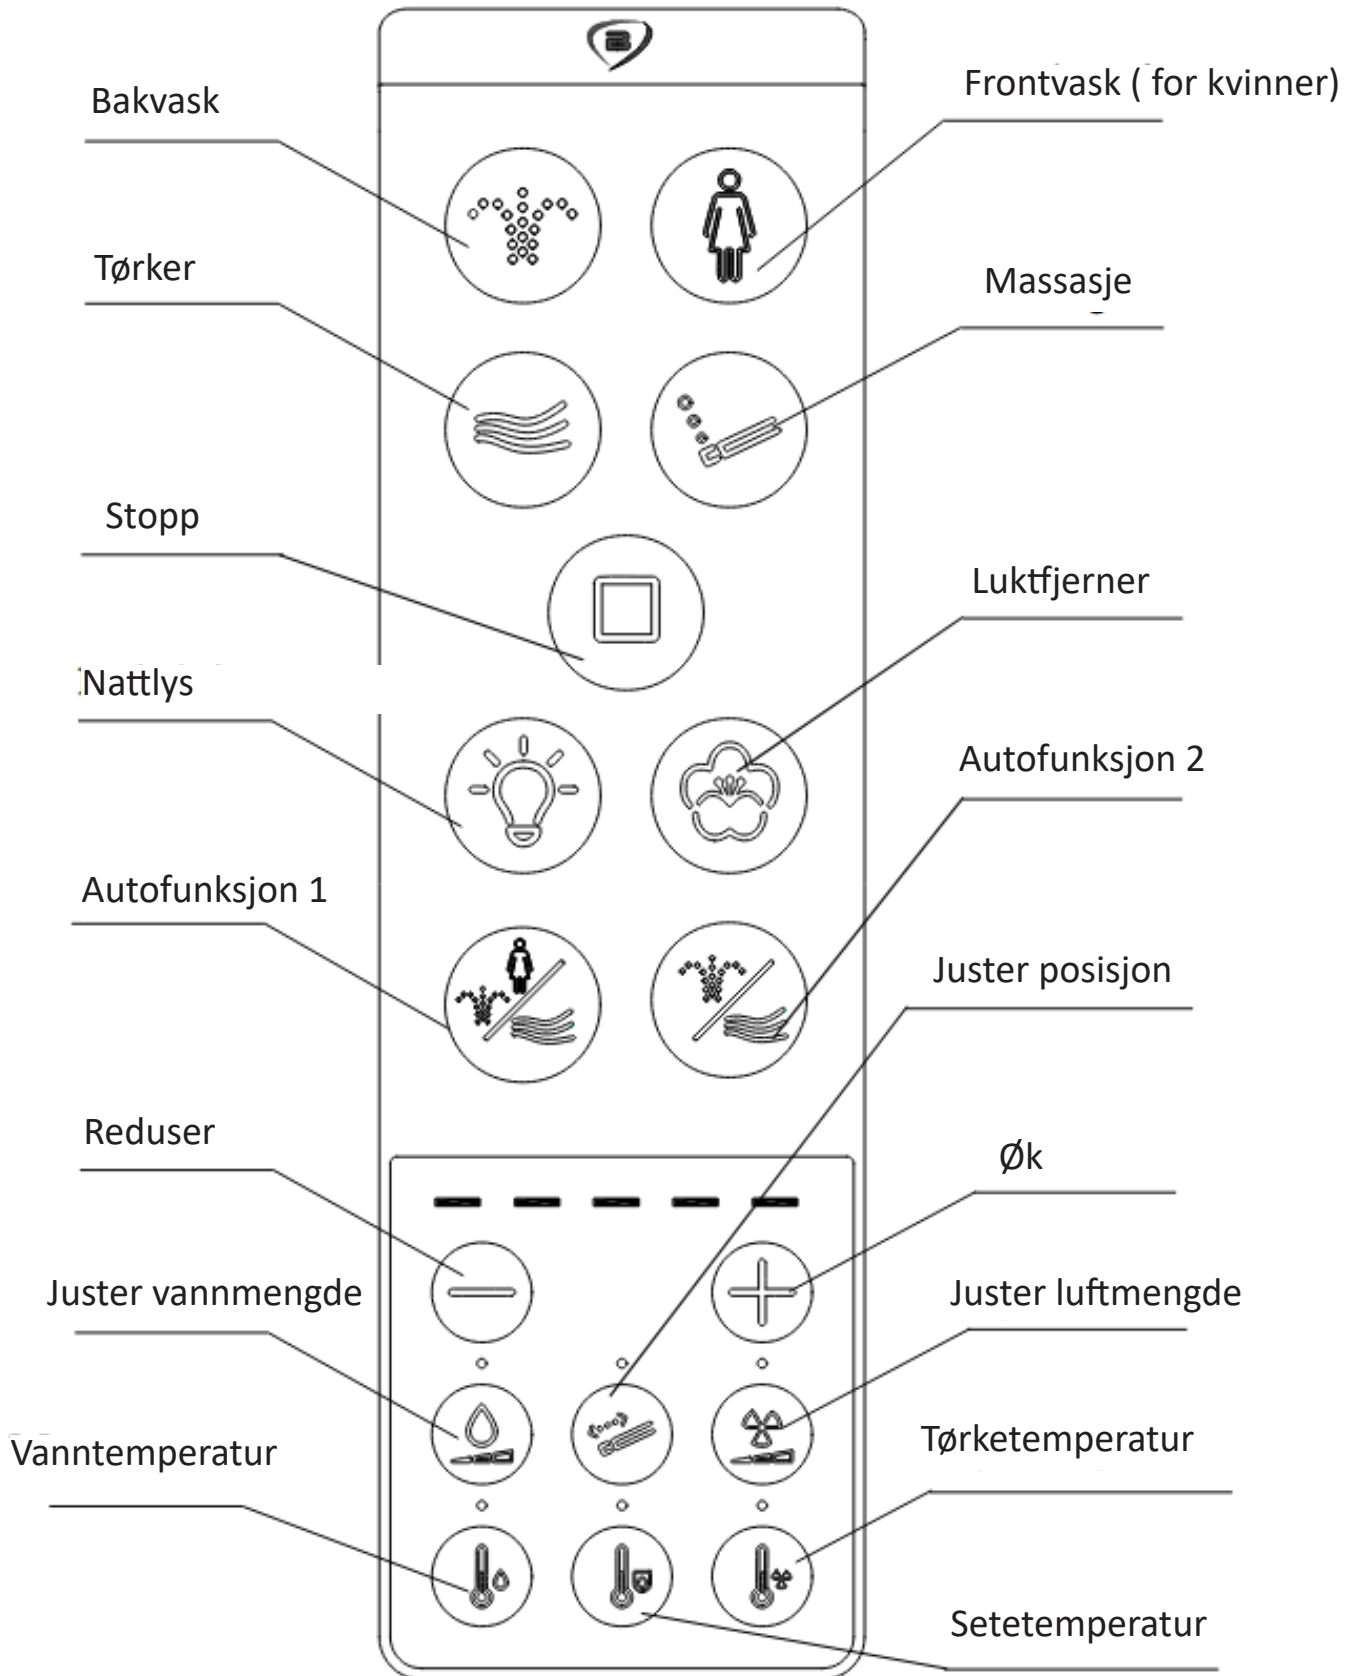 Frontvask ( for kvinner)
Bakvask
Tørker
Massasje
Stopp
Luktfjerner
Nattlys
Autofunksjon 2
Autofunksjon 1
Juster posisjon
Reduser
Øk
Juster vannmengde
Juster luftmengde
Vanntemperatur
Tørketemperatur
Setetemperatur